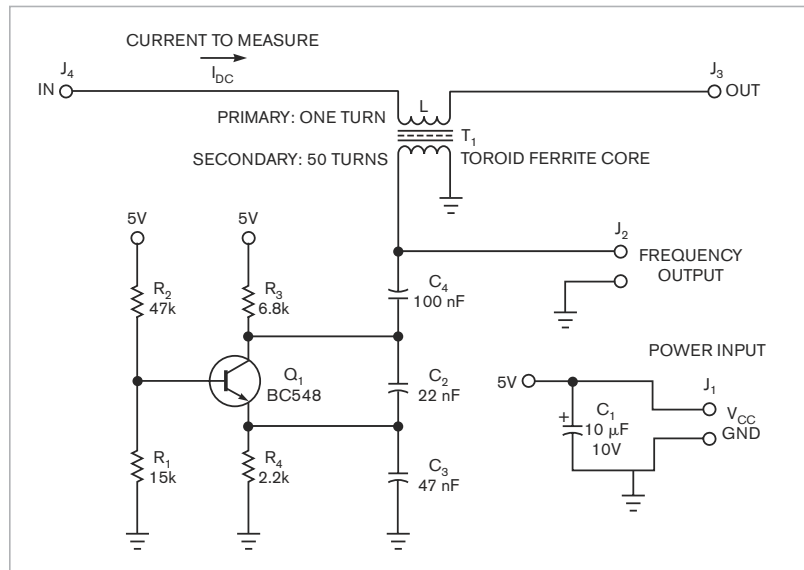 CURRENT TO MEASURE
J4
IDC
J3
IN
L
OUT
PRIMARY: ONE TURN
T1
SECONDARY: 50 TURNS
TOROID FERRITE CORE
5V
5V
J2
FREQUENCY
OUTPUT
C4
100 nF
R2
47k
R3
6.8k
POWER INPUT
Q1
BC548
C2
22 nF
5V
J1
+
C1
10 µF
10V
VCC
GND
R1
15k
R4
2.2k
C3
47 nF